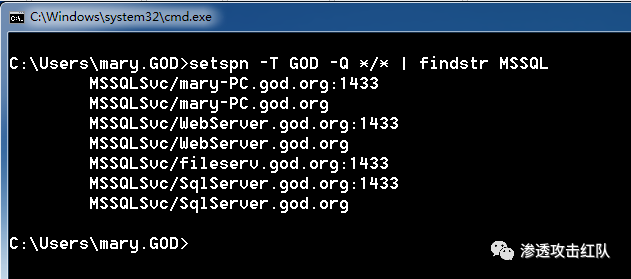 C:\Windows\system32\cmd.exe
C:\Users\mary.GOD>setspn -T GOD -Q */* | findstr MSSQL
MSSQLSvc/mary-PC.god.org:1433
MSSQLSvc/mary-PC.god.org
MSSQLSvc/WebServer.god.org:1433
MSSQLSvc/WebServer.god.org
MSSQLSvc/fileserv.god.org:1433
MSSQLSvc/SqlServer.god.org:1433
MSSQLSvc/SqlServer.god.org
C:\Users\mary.GOD>
渗透攻击红队